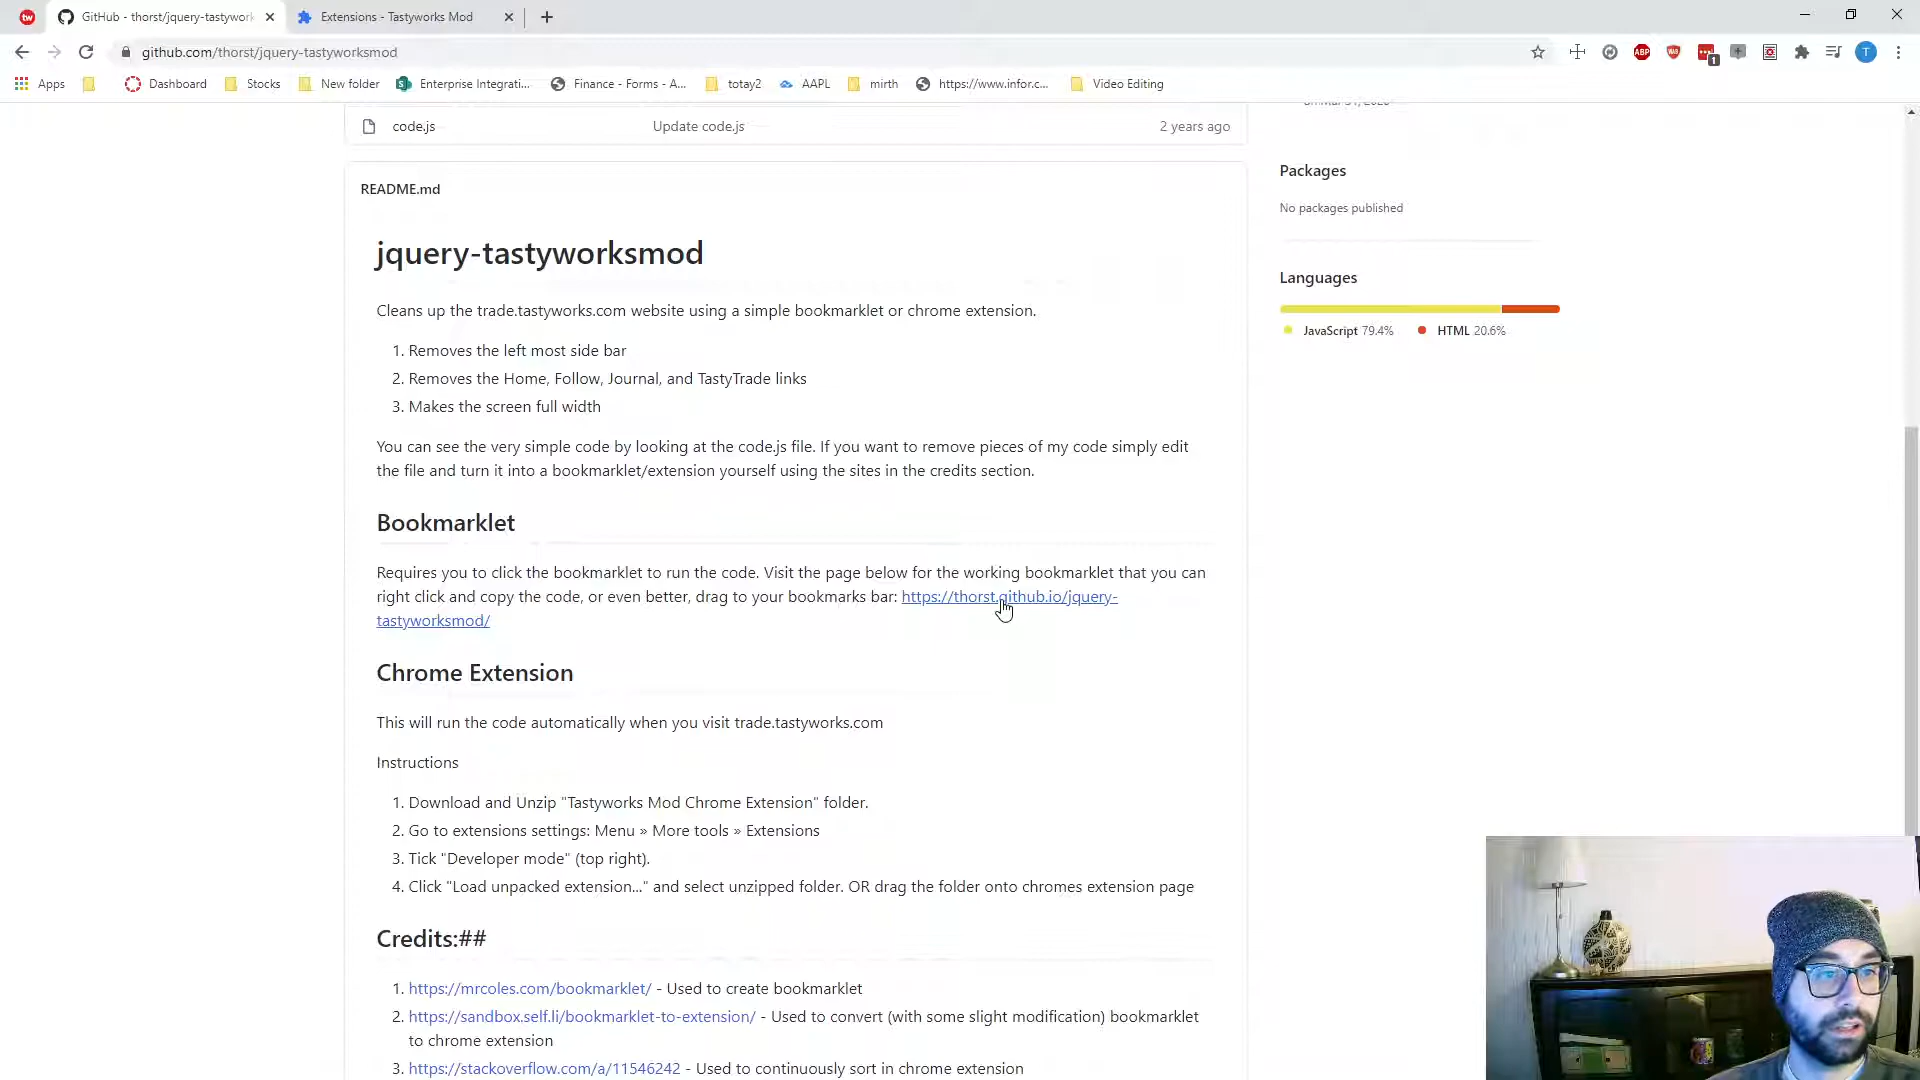 tw
GitHub - thorst/jquery-tastywork
Extensions - Tastyworks Mod
github.com/thorst/jquery-tastyworksmod
ABP
1
T
Apps
Dashboard
Stocks
New folder
Enterprise Integrati...
Finance - Forms - A...
totay2
AAPL
mirth
https://www.infor.c...
Video Editing
code.js
Update code.js
2 years ago
README.md
jquery-tastyworksmod
Cleans up the trade.tastyworks.com website using a simple bookmarklet or chrome extension.
1. Removes the left most side bar
2. Removes the Home, Follow, Journal, and TastyTrade links
3. Makes the screen full width
You can see the very simple code by looking at the code.js file. If you want to remove pieces of my code simply edit
the file and turn it into a bookmarklet/extension yourself using the sites in the credits section.
Bookmarklet
Requires you to click the bookmarklet to run the code. Visit the page below for the working bookmarklet that you can
right click and copy the code, or even better, drag to your bookmarks bar: https://thorst.github.io/jquery-
tastyworksmod/
Chrome Extension
This will run the code automatically when you visit trade.tastyworks.com
Instructions
1. Download and Unzip "Tastyworks Mod Chrome Extension" folder.
2. Go to extensions settings: Menu » More tools » Extensions
3. Tick "Developer mode" (top right).
4. Click "Load unpacked extension..." and select unzipped folder. OR drag the folder onto chromes extension page
Credits:##
1. https://mrcoles.com/bookmarklet/ - Used to create bookmarklet
2. https://sandbox.self.li/bookmarklet-to-extension/ - Used to convert (with some slight modification) bookmarklet
to chrome extension
3. https://stackoverflow.com/a/11546242 - Used to continuously sort in chrome extension
Packages
No packages published
Languages
JavaScript 79.4%
HTML 20.6%